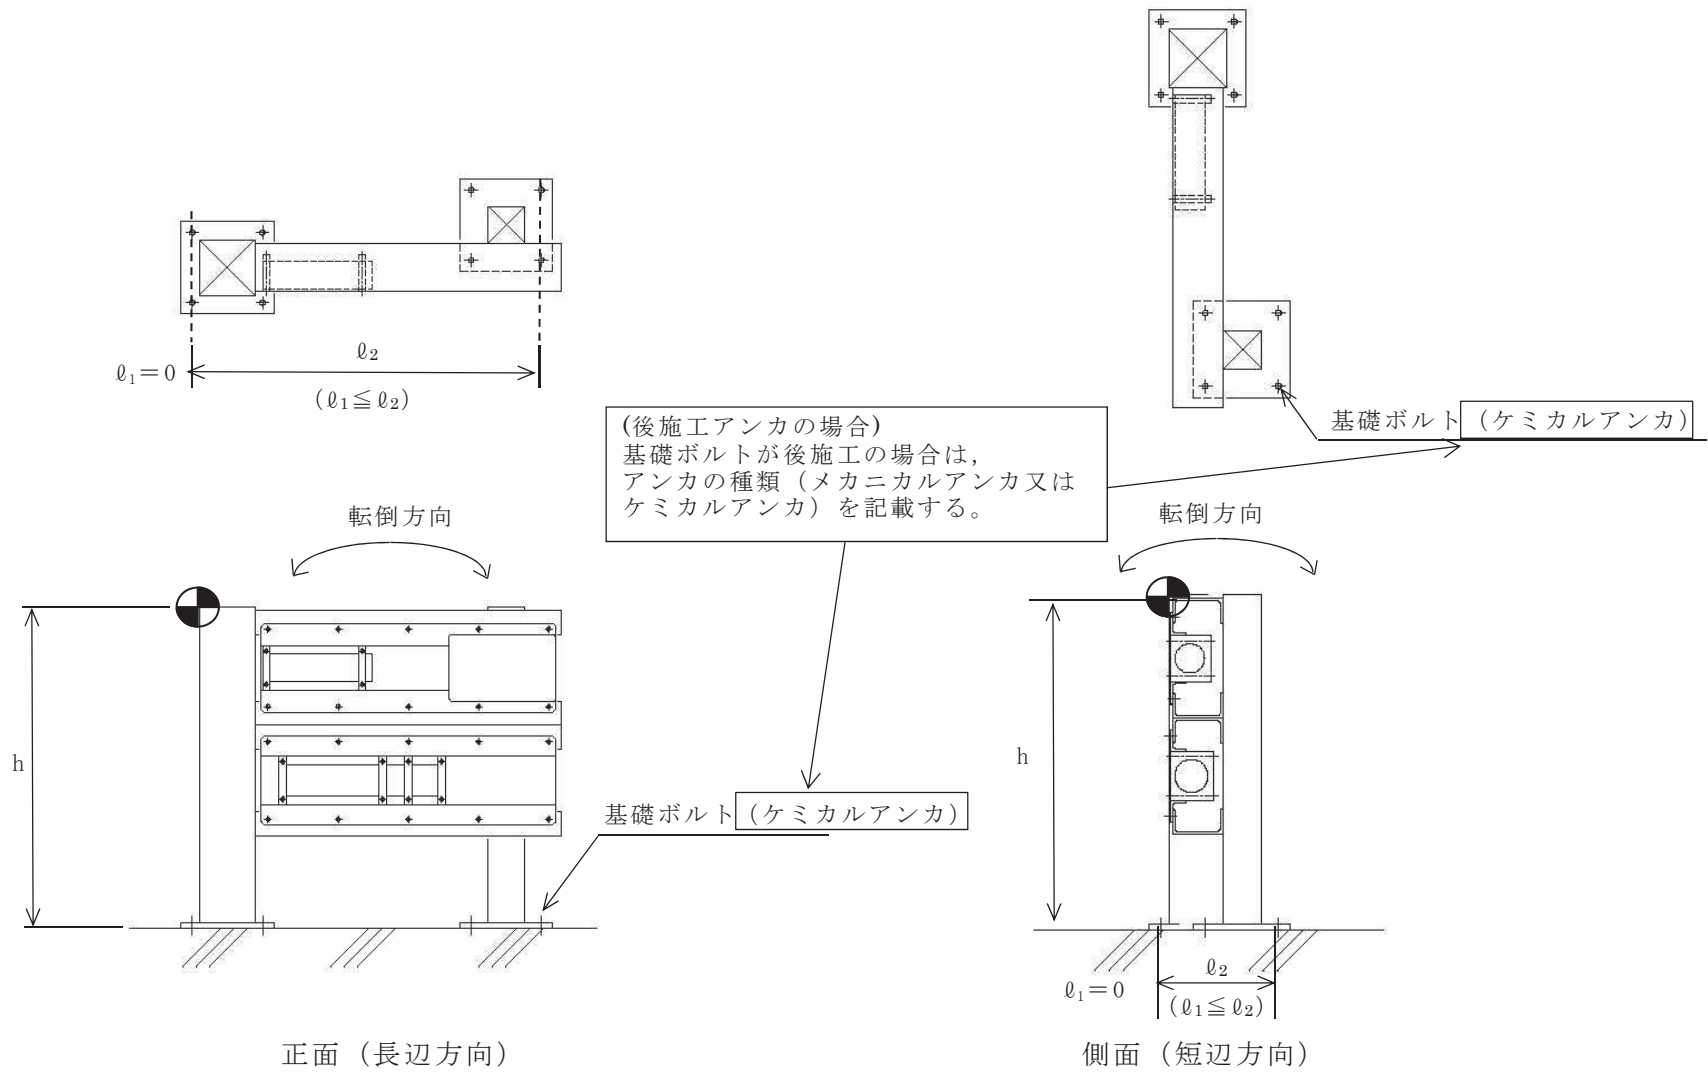 ℓ₂
ℓ₁＝0
(ℓ₁≦ℓ₂)
基礎ボルト（ケミカルアンカ）
(後施工アンカの場合)
基礎ボルトが後施工の場合は，
アンカの種類（メカニカルアンカ又は
ケミカルアンカ）を記載する。
転倒方向
転倒方向
h
h
基礎ボルト（ケミカルアンカ）
ℓ₂
ℓ₁＝0
(ℓ₁≦ℓ₂)
正面（長辺方向）
側面（短辺方向）